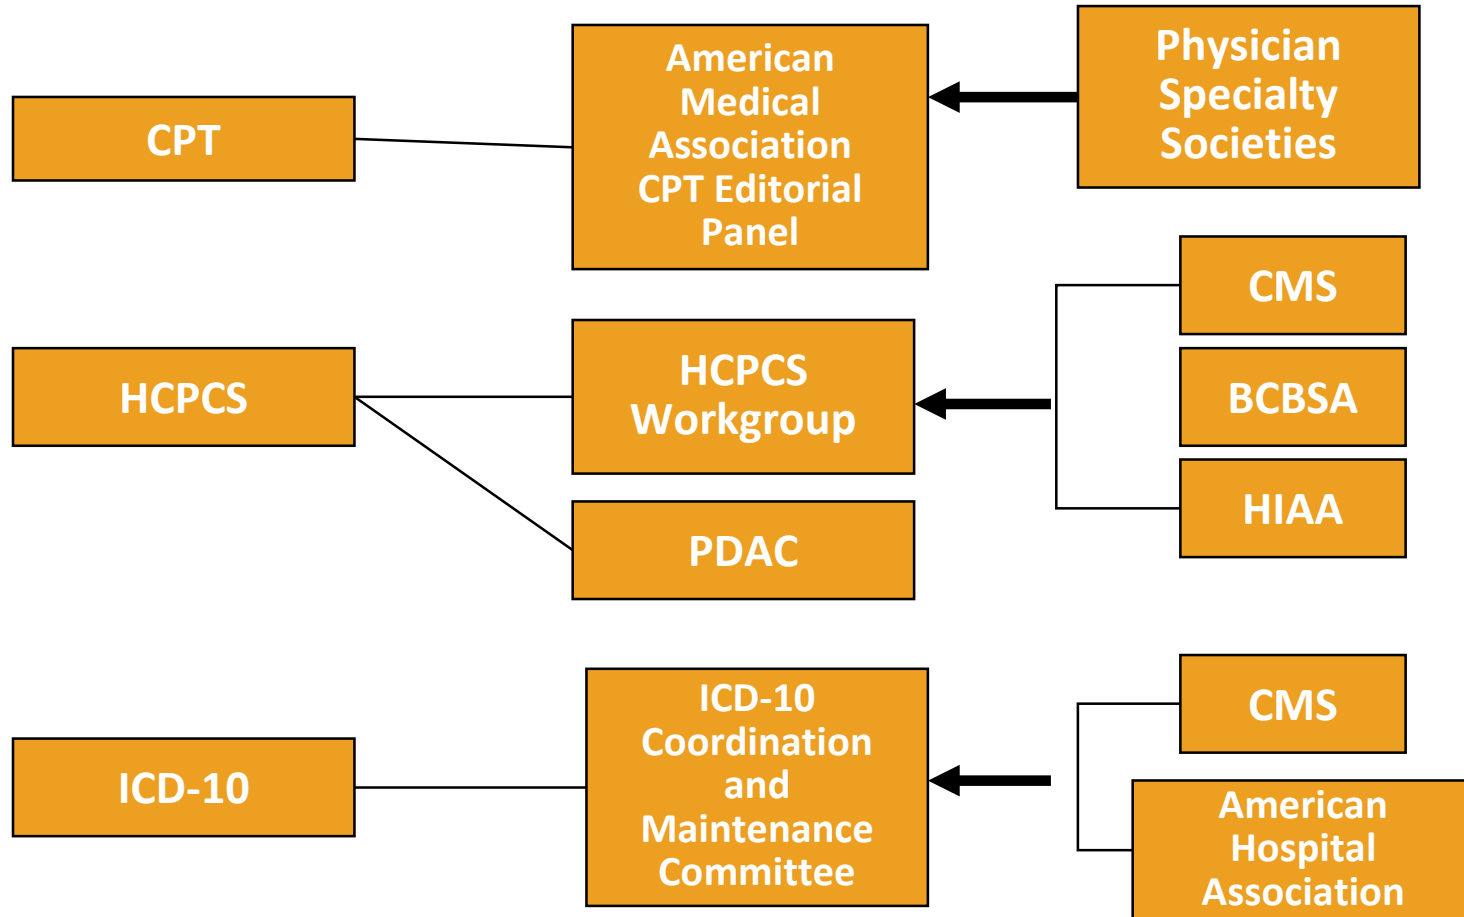 CPT
American
Medical
Association
CPT Editorial
Panel
Physician
Specialty
Societies
HCPCS
HCPCS
Workgroup
PDAC
CMS
BCBSA
HIAA
ICD-10
ICD-10
Coordination
and
Maintenance
Committee
CMS
American
Hospital
Association